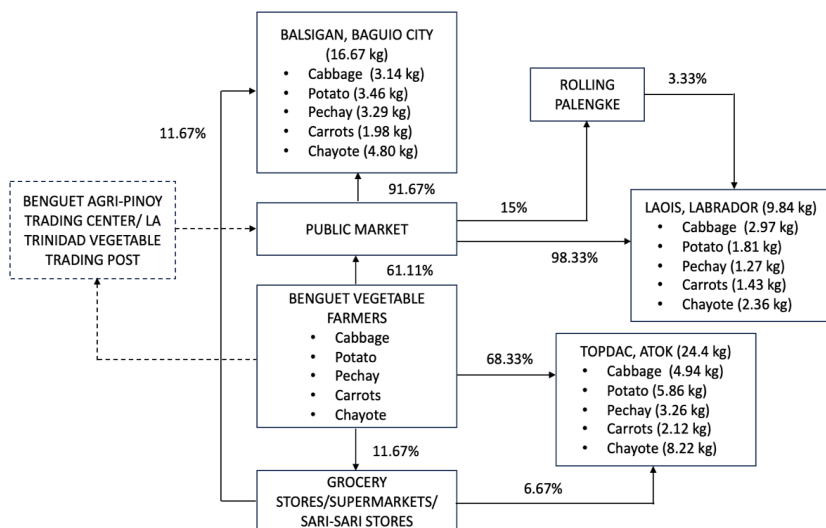 BALSIGAN, BAGUIO CITY
(16.67 kg)
• Cabbage (3.14 kg)
• Potato (3.46 kg)
• Pechay (3.29 kg)
• Carrots (1.98 kg)
• Chayote (4.80 kg)
ROLLING
PALENGKE
3.33%
11.67%
91.67%
BENGUET AGRI-PINOY
TRADING CENTER/ LA
TRINIDAD VEGETABLE
TRADING POST
PUBLIC MARKET
15%
98.33%
LAOIS, LABRADOR (9.84 kg)
• Cabbage (2.97 kg)
• Potato (1.81 kg)
• Pechay (1.27 kg)
• Carrots (1.43 kg)
• Chayote (2.36 kg)
61.11%
BENGUET VEGETABLE
FARMERS
• Cabbage
• Potato
• Pechay
• Carrots
• Chayote
68.33%
TOPDAC, ATOK (24.4 kg)
• Cabbage (4.94 kg)
• Potato (5.86 kg)
• Pechay (3.26 kg)
• Carrots (2.12 kg)
• Chayote (8.22 kg)
11.67%
GROCERY
STORES/SUPERMARKETS/
SARI-SARI STORES
6.67%